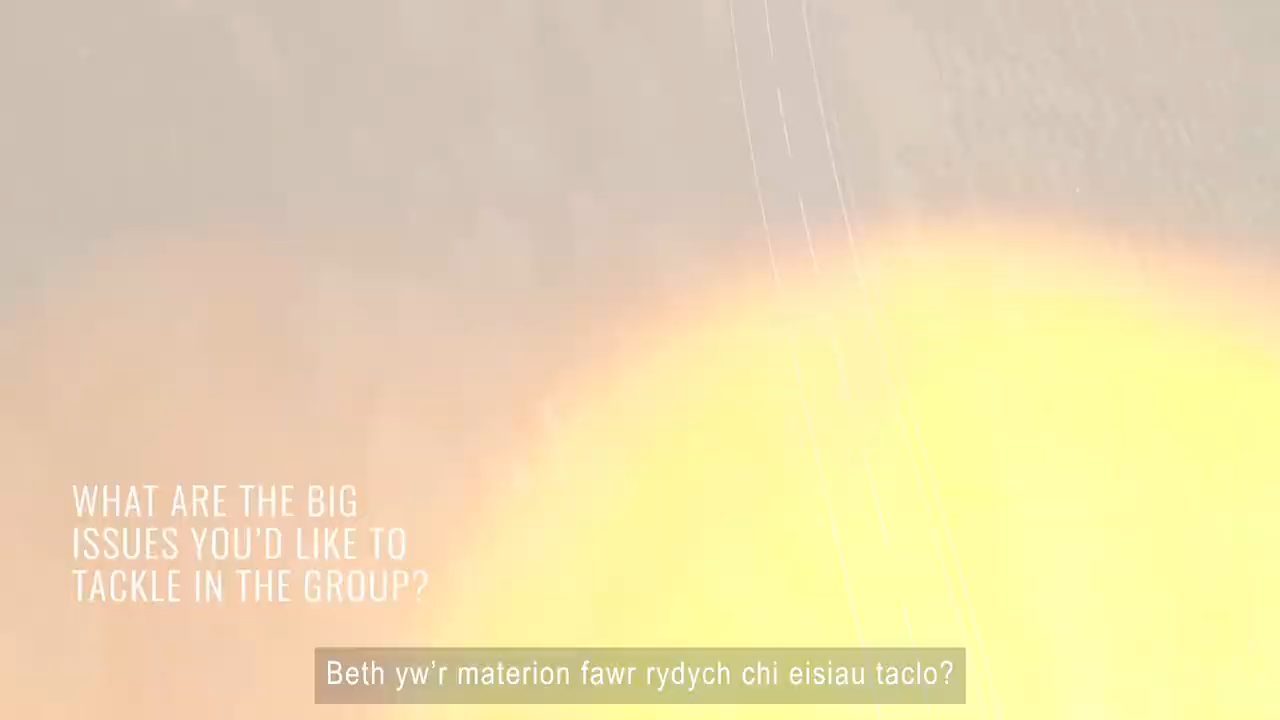 WHAT ARE THE BIG
ISSUES YOU'D LIKE TO
TACKLE IN THE GROUP?
Beth yw'r materion fawr rydych chi eisiau taclo?